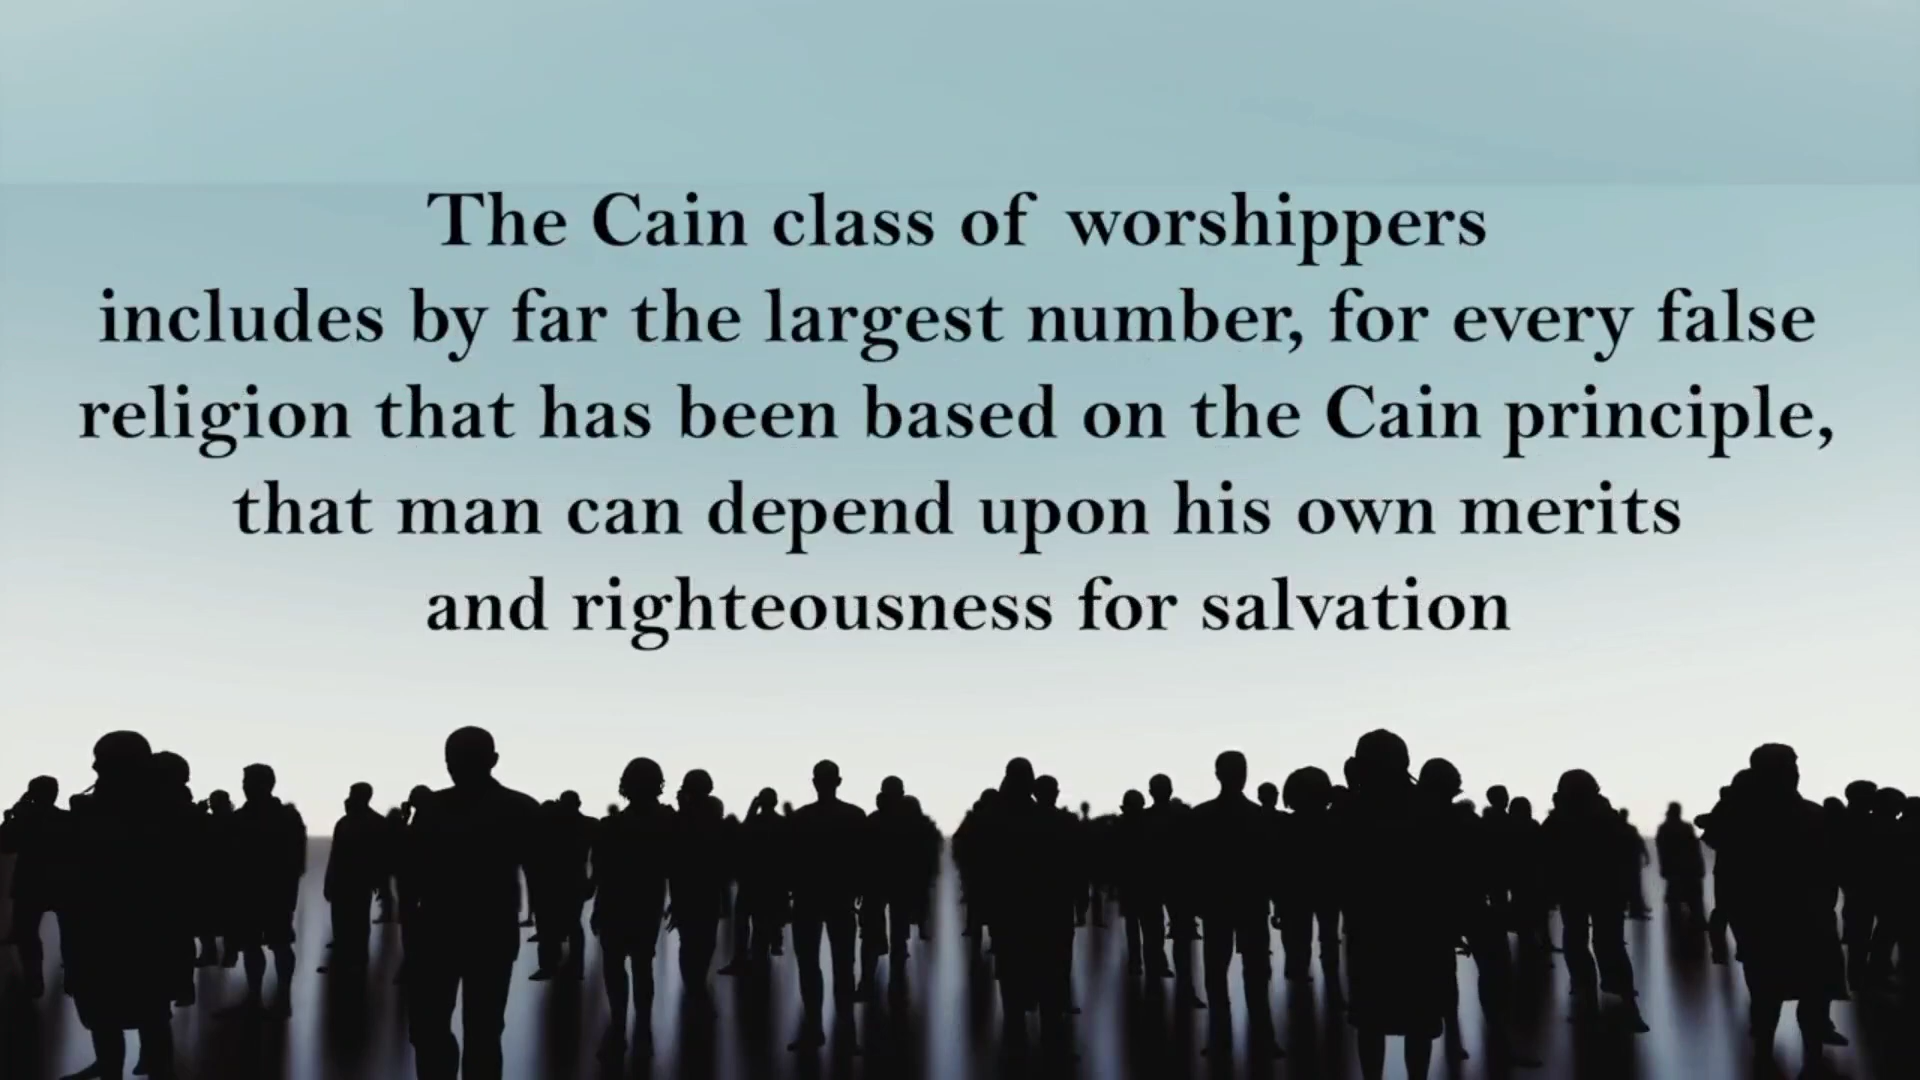 The Cain class of worshippers
includes by far the largest number, for every false
religion that has been based on the Cain principle,
that man can depend upon his own merits
and righteousness for salvation